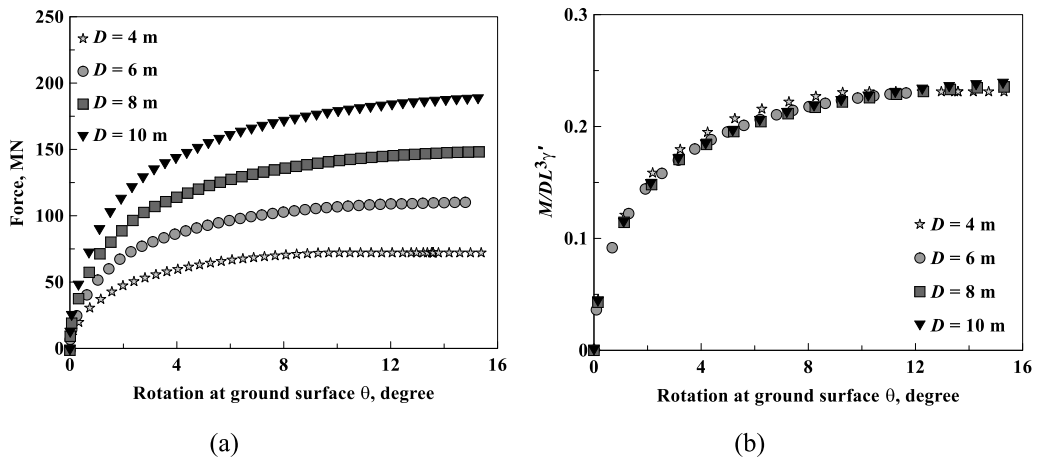 250
200
150
100
50
0
Force, MN
D = 4 m
D = 6 m
D = 8 m
D = 10 m
0 4 8 12 16
Rotation at ground surface θ, degree
(a)
0.3
0.2
0.1
0
M/DL³γ'
D = 4 m
D = 6 m
D = 8 m
D = 10 m
0 4 8 12 16
Rotation at ground surface θ, degree
(b)